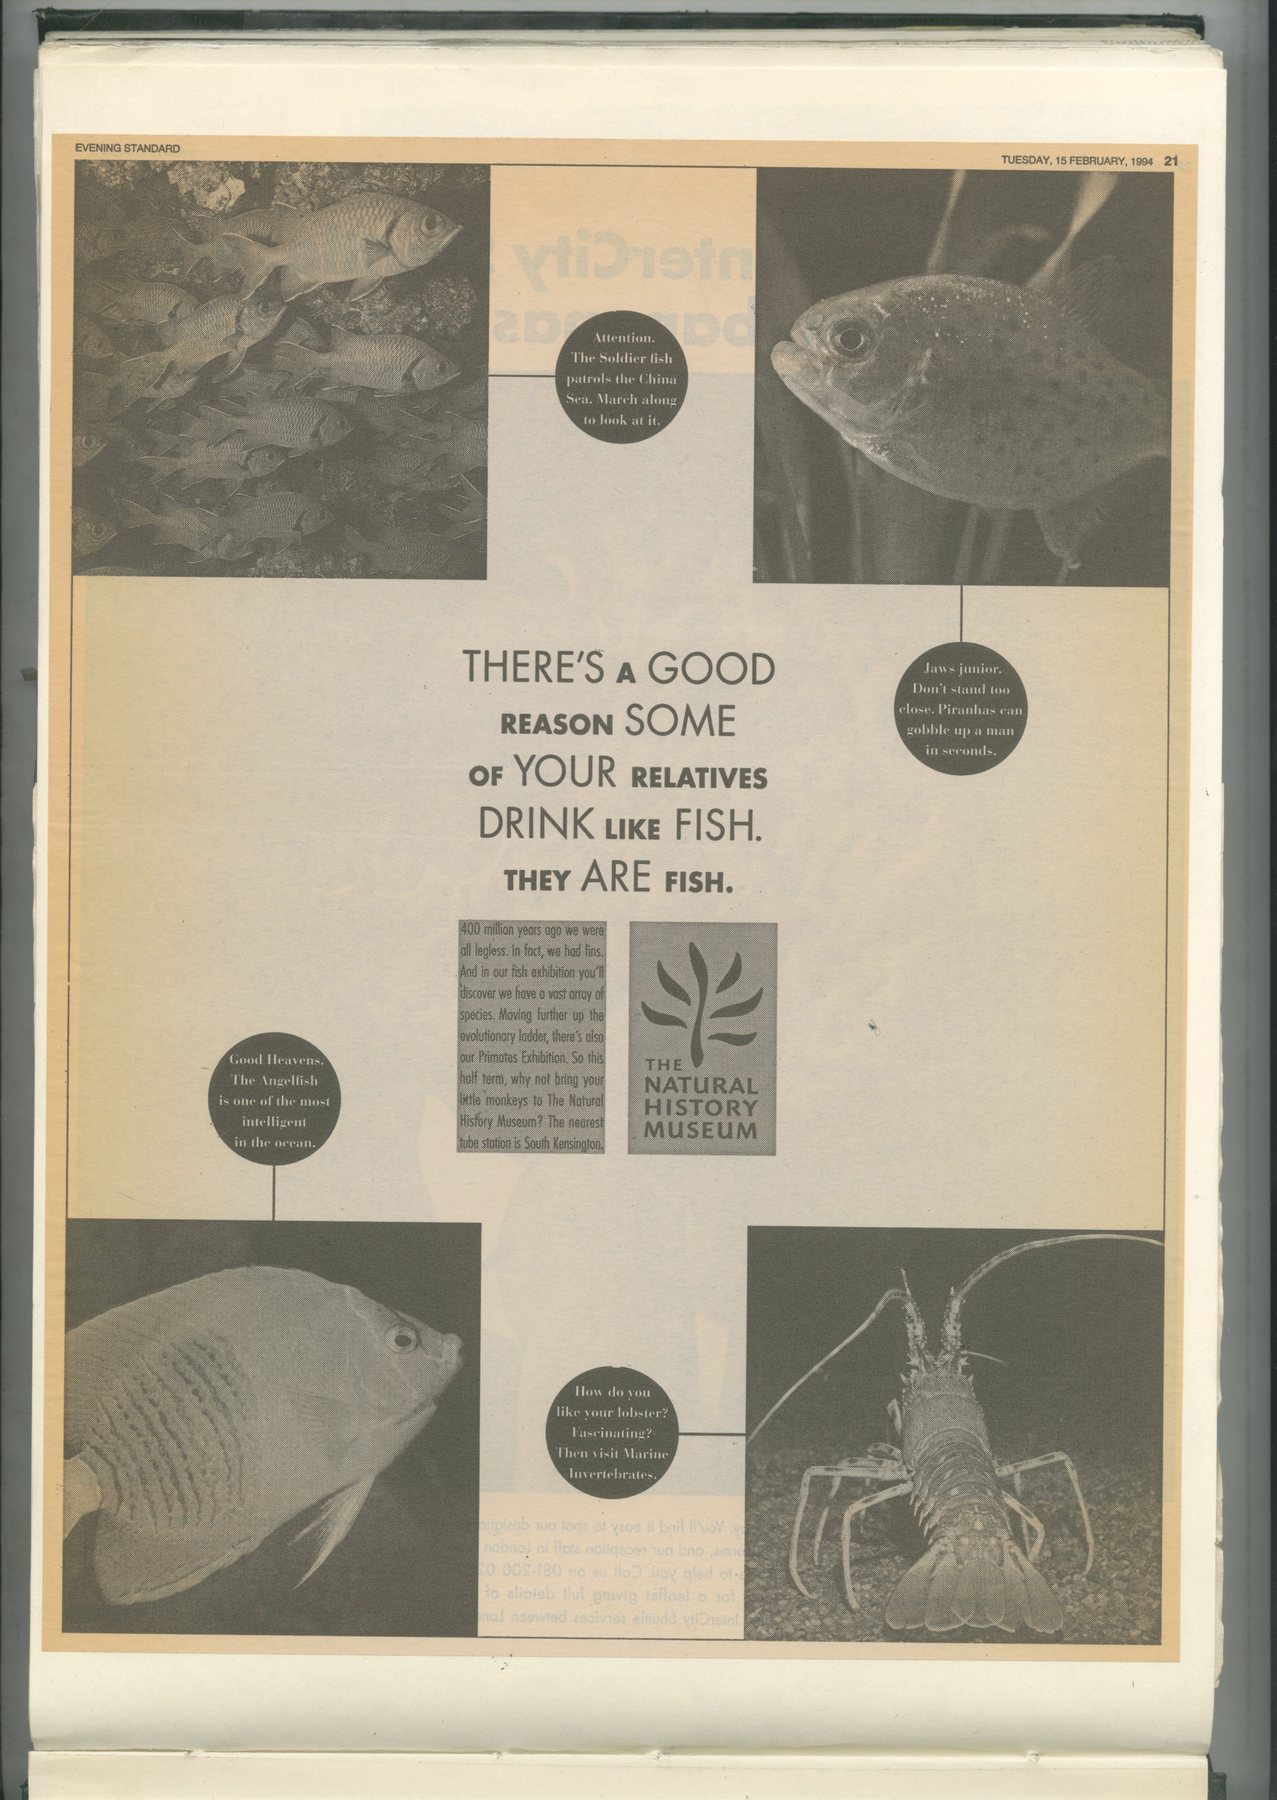 EVENING STANDARD
TUESDAY, 15 FEBRUARY, 1994 21
Attention.
The Soldier fish
patrols the China
Sea. March along
to look at it.
Jaws junior.
Don't stand too
close. Piranhas can
gobble up a man
in seconds.
THERE'S A GOOD
REASON SOME
OF YOUR RELATIVES
DRINK LIKE FISH.
THEY ARE FISH.
400 million years ago we were
all legless. In fact, we had fins.
And in our fish exhibition you'll
discover we have a vast array of
species. Moving further up the
evolutionary ladder, there's also
our Primates Exhibition. So this
half term, why not bring your
little monkeys to The Natural
History Museum? The nearest
tube station is South Kensington.
THE
NATURAL
HISTORY
MUSEUM
Good Heavens.
The Angelfish
is one of the most
intelligent
in the ocean.
How do you
like your lobster?
Fascinating?
Then visit Marine
Invertebrates.